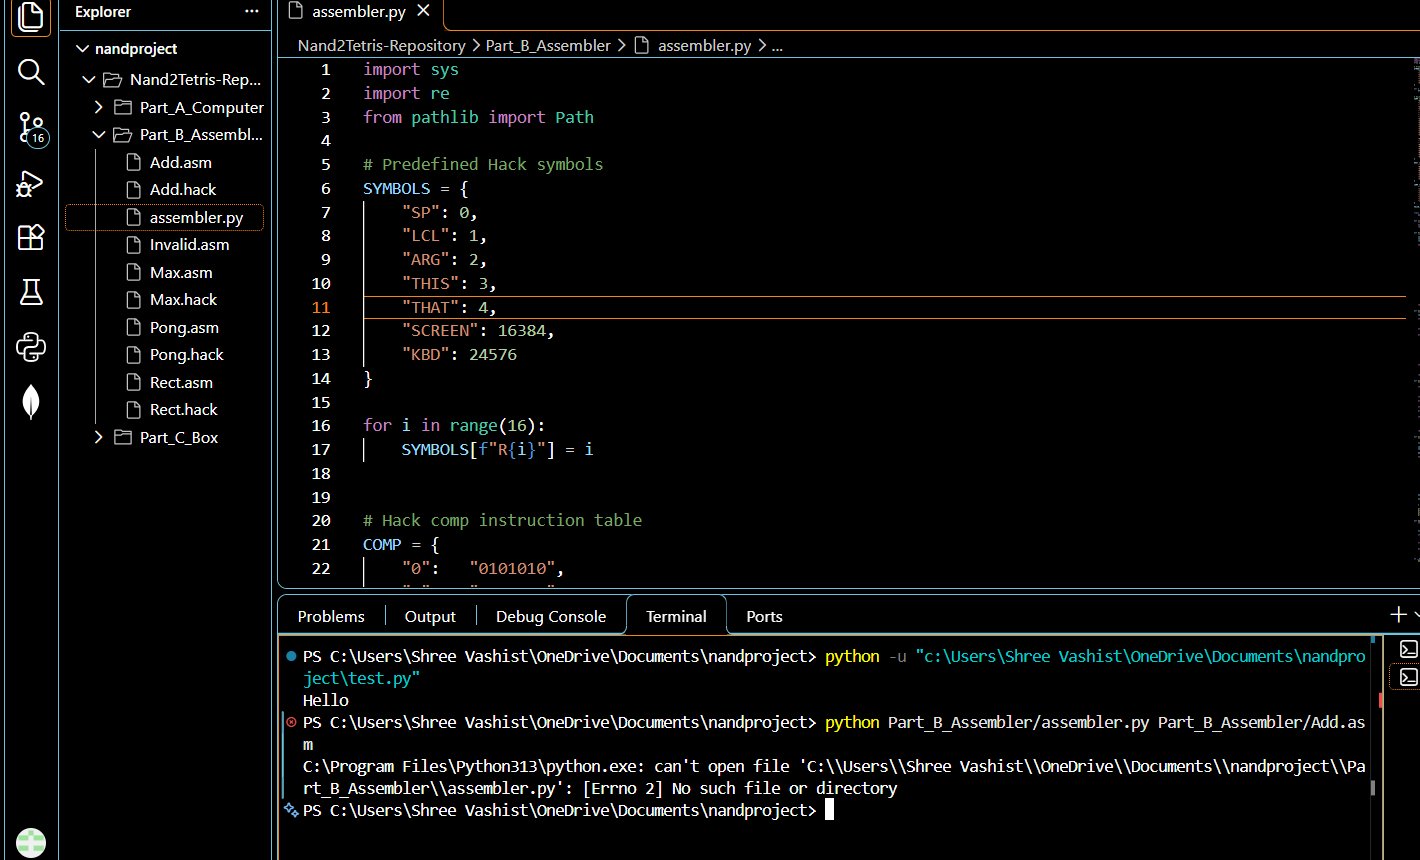 Explorer
···
nandproject
Nand2Tetris-Rep...
Part_A_Computer
Part_B_Assembl...
Add.asm
Add.hack
assembler.py
Invalid.asm
Max.asm
Max.hack
Pong.asm
Pong.hack
Rect.asm
Rect.hack
Part_C_Box
16
assembler.py
Nand2Tetris-Repository > Part_B_Assembler > assembler.py > ...
1 import sys
2 import re
3 from pathlib import Path
4
5 # Predefined Hack symbols
6 SYMBOLS = {
7 "SP": 0,
8 "LCL": 1,
9 "ARG": 2,
10 "THIS": 3,
11 "THAT": 4,
12 "SCREEN": 16384,
13 "KBD": 24576
14 }
15
16 for i in range(16):
17 SYMBOLS[f"R{i}"] = i
18
19
20 # Hack comp instruction table
21 COMP = {
22 "0": "0101010",
Problems Output Debug Console Terminal Ports
PS C:\Users\Shree Vashist\OneDrive\Documents\nandproject> python -u "c:\Users\Shree Vashist\OneDrive\Documents\nandpro
ject\test.py"
Hello
PS C:\Users\Shree Vashist\OneDrive\Documents\nandproject> python Part_B_Assembler/assembler.py Part_B_Assembler/Add.as
m
C:\Program Files\Python313\python.exe: can't open file 'C:\\Users\\Shree Vashist\\OneDrive\\Documents\\nandproject\\Pa
rt_B_Assembler\\assembler.py': [Errno 2] No such file or directory
PS C:\Users\Shree Vashist\OneDrive\Documents\nandproject>